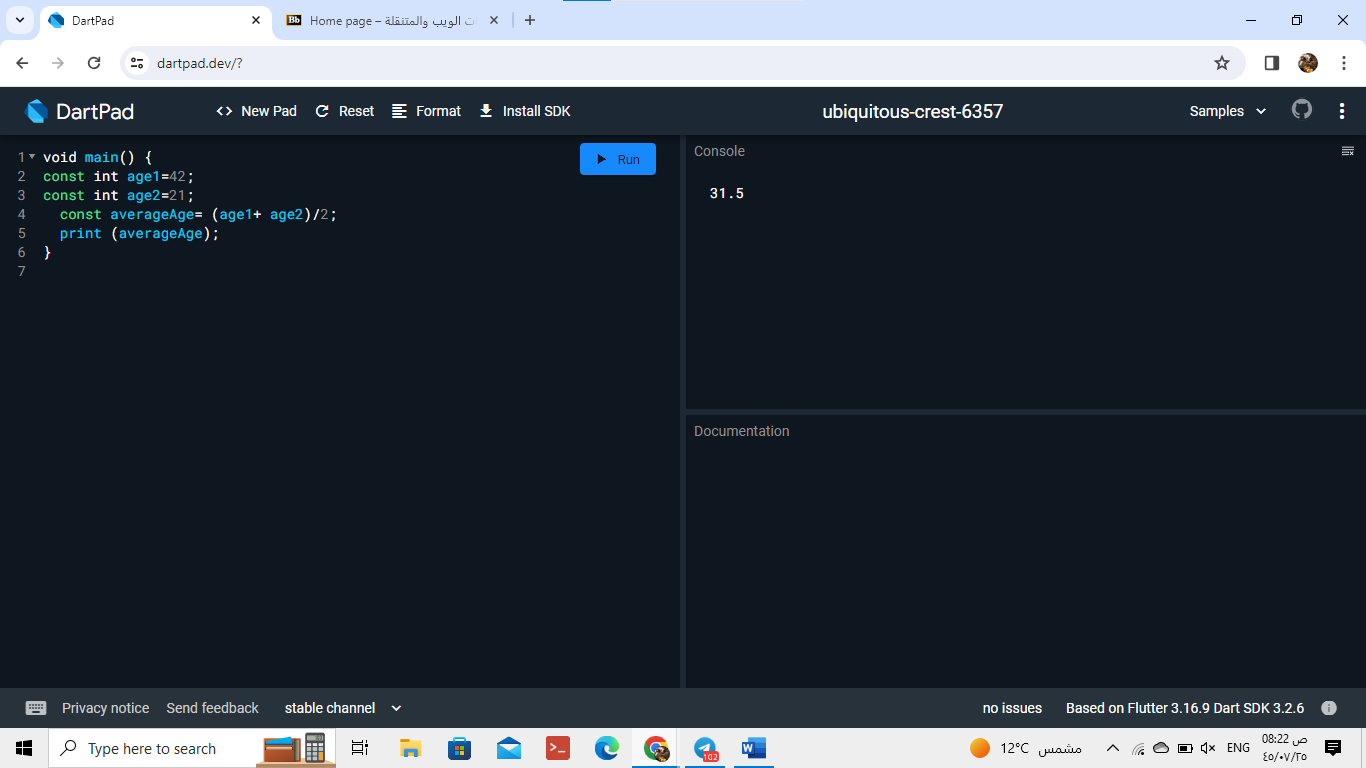 DartPad
Home page – ات الويب والمتنقلة
dartpad.dev/?
DartPad
<> New Pad
Reset
Format
Install SDK
ubiquitous-crest-6357
Samples
1 void main() {
2 const int age1=42;
3 const int age2=21;
4 const averageAge= (age1+ age2)/2;
5 print (averageAge);
6 }
7
Run
Console
31.5
Documentation
Privacy notice
Send feedback
stable channel
no issues
Based on Flutter 3.16.9 Dart SDK 3.2.6
Type here to search
102
12°C مشمس
ENG
08:22 ص
٤٥/٠٧/٢٥